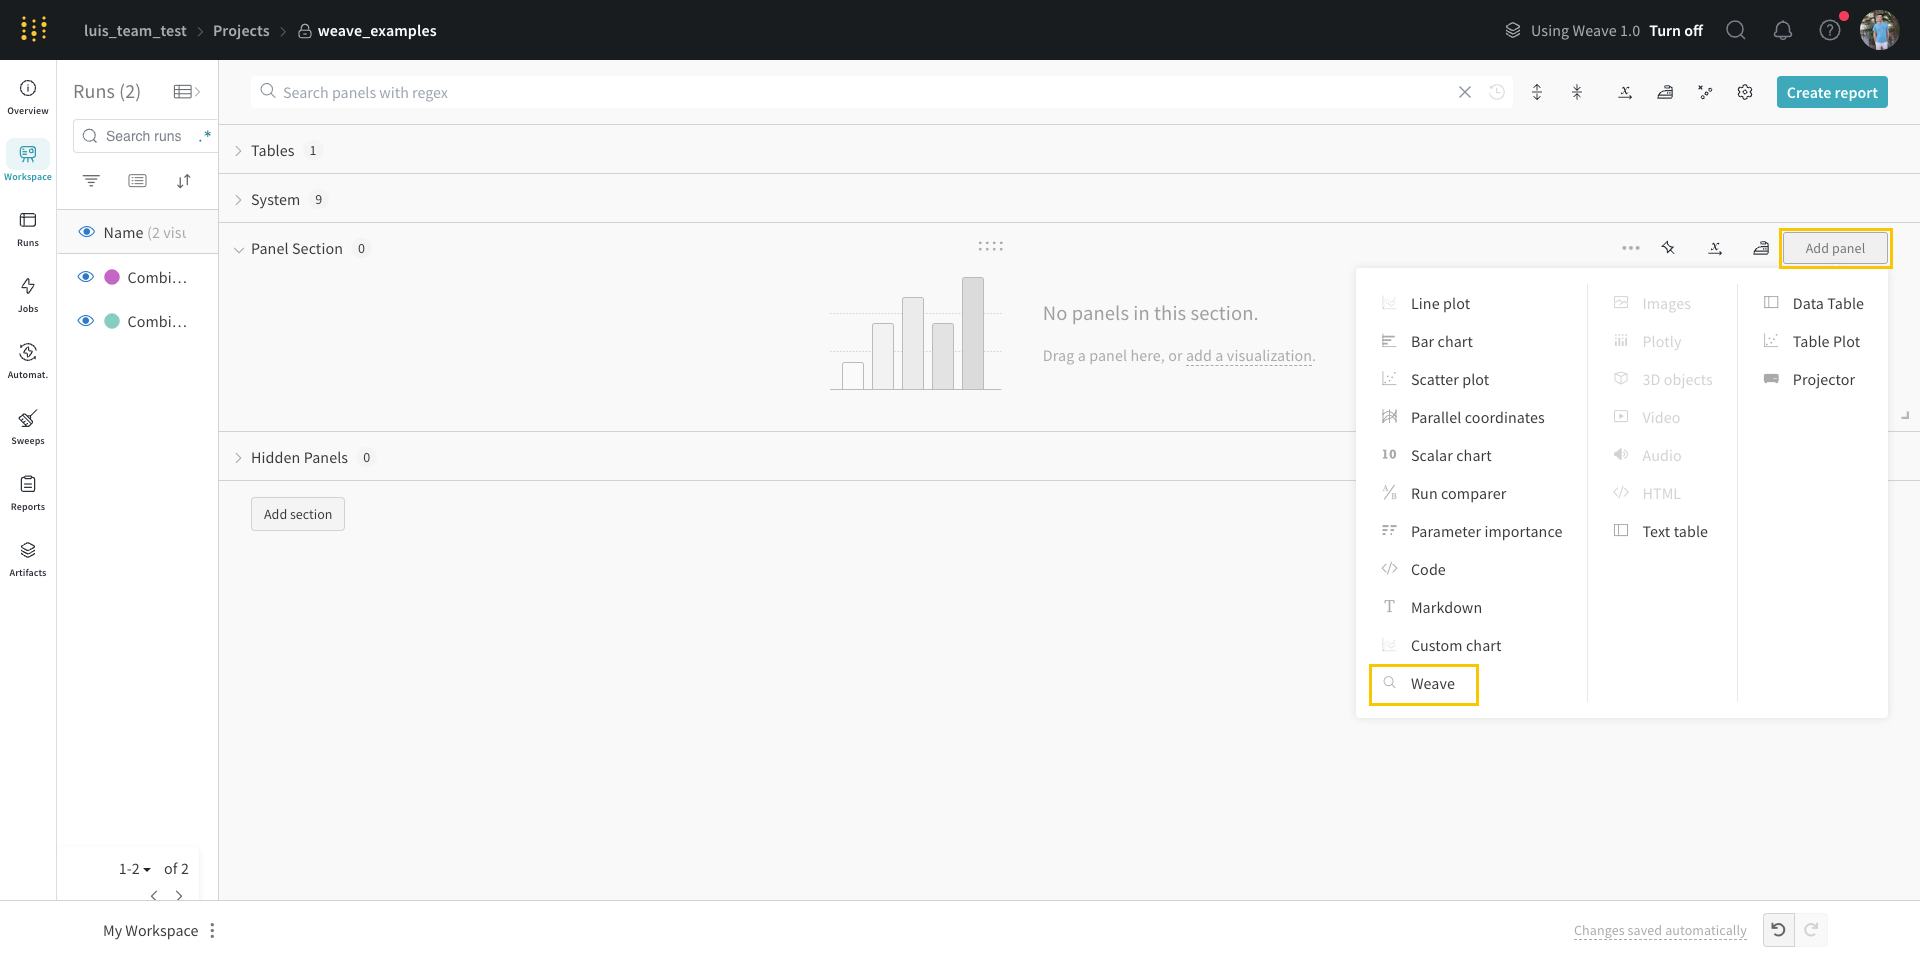 luis_team_test
Projects
weave_examples
Using Weave 1.0 Turn off
Overview
Workspace
Runs
Jobs
Automat.
Sweeps
Reports
Artifacts
Runs (2)
Search runs
.*
Name (2 visu
Combi...
Combi...
1-2 of 2
Search panels with regex
Create report
Tables 1
System 9
Panel Section 0
Add panel
No panels in this section.
Drag a panel here, or add a visualization.
Hidden Panels 0
Add section
Line plot
Bar chart
Scatter plot
Parallel coordinates
10 Scalar chart
Run comparer
Parameter importance
Code
Markdown
Custom chart
Weave
Images
Plotly
3D objects
Video
Audio
HTML
Text table
Data Table
Table Plot
Projector
My Workspace
Changes saved automatically